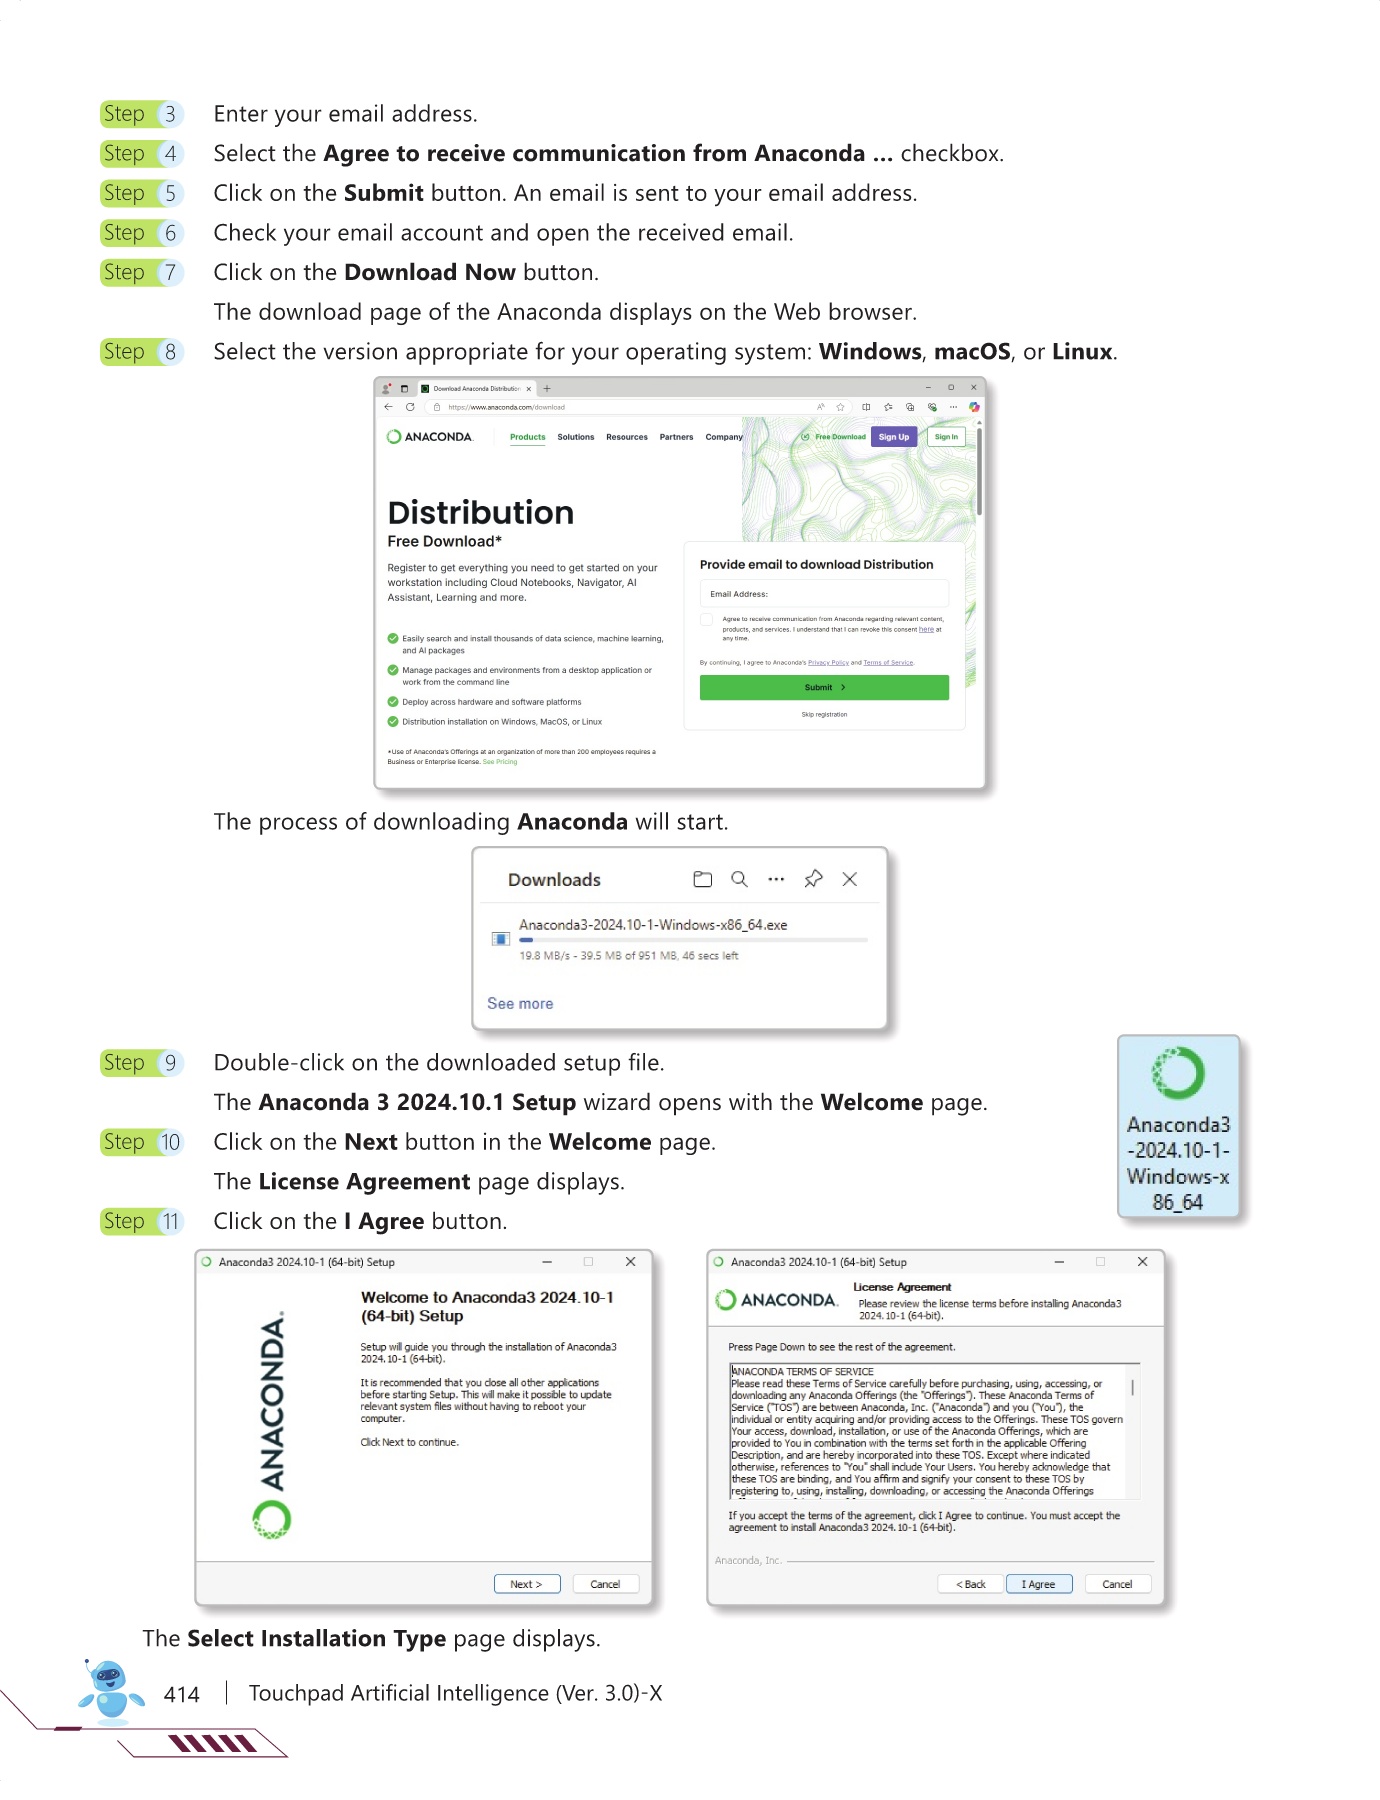 Step 3 Enter your email address.
Step 4 Select the Agree to receive communication from Anaconda ... checkbox.
Step 5 Click on the Submit button. An email is sent to your email address.
Step 6 Check your email account and open the received email.
Step 7 Click on the Download Now button.
The download page of the Anaconda displays on the Web browser.
Step 8 Select the version appropriate for your operating system: Windows, macOS, or Linux.
Download Anaconda Distribution
https://www.anaconda.com/download
ANACONDA. Products Solutions Resources Partners Company Free Download Sign Up Sign In
Distribution
Free Download*
Register to get everything you need to get started on your
workstation including Cloud Notebooks, Navigator, AI
Assistant, Learning and more.
Easily search and install thousands of data science, machine learning,
and AI packages
Manage packages and environments from a desktop application or
work from the command line
Deploy across hardware and software platforms
Distribution installation on Windows, MacOS, or Linux
*Use of Anaconda's Offerings at an organization of more than 200 employees requires a
Business or Enterprise license. See Pricing
Provide email to download Distribution
Email Address:
Agree to receive communication from Anaconda regarding relevant content,
products, and services. I understand that I can revoke this consent here at
any time.
By continuing, I agree to Anaconda's Privacy Policy and Terms of Service.
Submit >
Skip registration
The process of downloading Anaconda will start.
Downloads
Anaconda3-2024.10-1-Windows-x86_64.exe
19.8 MB/s - 39.5 MB of 951 MB, 46 secs left
See more
Step 9 Double-click on the downloaded setup file.
The Anaconda 3 2024.10.1 Setup wizard opens with the Welcome page.
Step 10 Click on the Next button in the Welcome page.
The License Agreement page displays.
Step 11 Click on the I Agree button.
Anaconda3
-2024.10-1-
Windows-x
86_64
Anaconda3 2024.10-1 (64-bit) Setup
ANACONDA.
Welcome to Anaconda3 2024.10-1
(64-bit) Setup
Setup will guide you through the installation of Anaconda3
2024.10-1 (64-bit).
It is recommended that you close all other applications
before starting Setup. This will make it possible to update
relevant system files without having to reboot your
computer.
Click Next to continue.
Next > Cancel
Anaconda3 2024.10-1 (64-bit) Setup
ANACONDA.
License Agreement
Please review the license terms before installing Anaconda3
2024.10-1 (64-bit).
Press Page Down to see the rest of the agreement.
ANACONDA TERMS OF SERVICE
Please read these Terms of Service carefully before purchasing, using, accessing, or
downloading any Anaconda Offerings (the "Offerings"). These Anaconda Terms of
Service ("TOS") are between Anaconda, Inc. ("Anaconda") and you ("You"), the
individual or entity acquiring and/or providing access to the Offerings. These TOS govern
Your access, download, installation, or use of the Anaconda Offerings, which are
provided to You in combination with the terms set forth in the applicable Offering
Description, and are hereby incorporated into these TOS. Except where indicated
otherwise, references to "You" shall include Your Users. You hereby acknowledge that
these TOS are binding, and You affirm and signify your consent to these TOS by
registering to, using, installing, downloading, or accessing the Anaconda Offerings
If you accept the terms of the agreement, click I Agree to continue. You must accept the
agreement to install Anaconda3 2024.10-1 (64-bit).
Anaconda, Inc.
< Back I Agree Cancel
The Select Installation Type page displays.
414 | Touchpad Artificial Intelligence (Ver. 3.0)-X